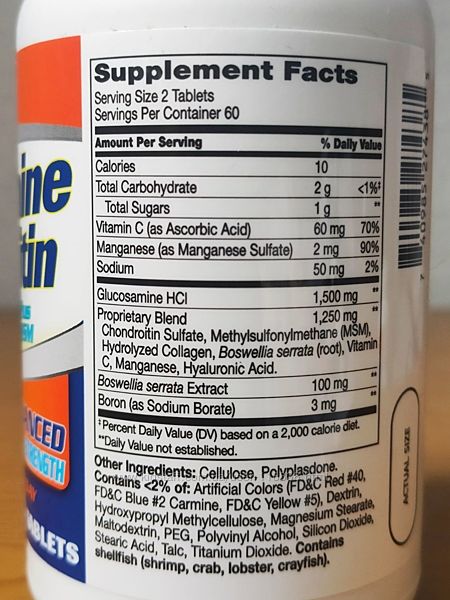 Supplement Facts
Serving Size 2 Tablets
Servings Per Container 60
Amount Per Serving % Daily Value
Calories 10
Total Carbohydrate 2 g <1%‡
Total Sugars 1 g **
Vitamin C (as Ascorbic Acid) 60 mg 70%
Manganese (as Manganese Sulfate) 2 mg 90%
Sodium 50 mg 2%
Glucosamine HCl 1,500 mg **
Proprietary Blend 1,250 mg **
Chondroitin Sulfate, Methylsulfonylmethane (MSM),
Hydrolyzed Collagen, Boswellia serrata (root), Vitamin
C, Manganese, Hyaluronic Acid.
Boswellia serrata Extract 100 mg **
Boron (as Sodium Borate) 3 mg **
‡Percent Daily Value (DV) based on a 2,000 calorie diet.
**Daily Value not established.
Other Ingredients: Cellulose, Polyplasdone.
Contains <2% of: Artificial Colors (FD&C Red #40,
FD&C Blue #2 Carmine, FD&C Yellow #5), Dextrin,
Hydroxypropyl Methylcellulose, Magnesium Stearate,
Maltodextrin, PEG, Polyvinyl Alcohol, Silicon Dioxide,
Stearic Acid, Talc, Titanium Dioxide. Contains
shellfish (shrimp, crab, lobster, crayfish).
ine
tin
SM
NCED
STRENGTH
ABLETS
ACTUAL SIZE